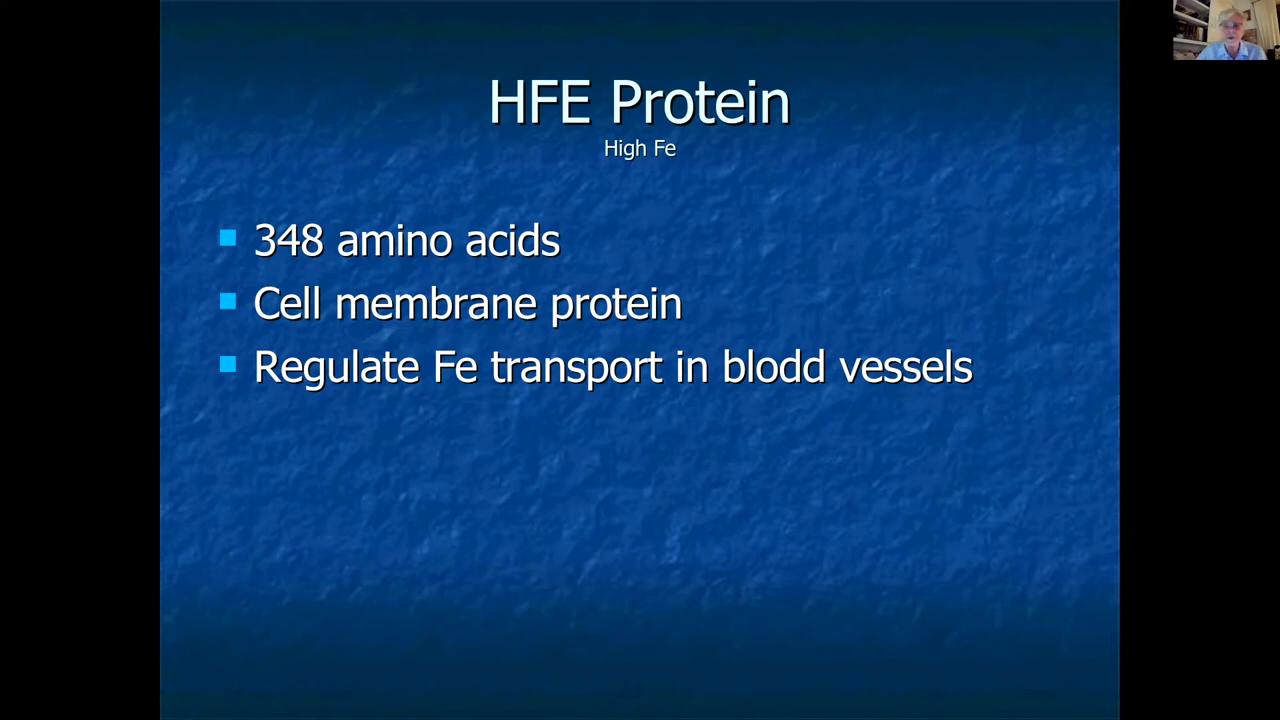 HFE Protein
High Fe
348 amino acids
Cell membrane protein
Regulate Fe transport in blodd vessels